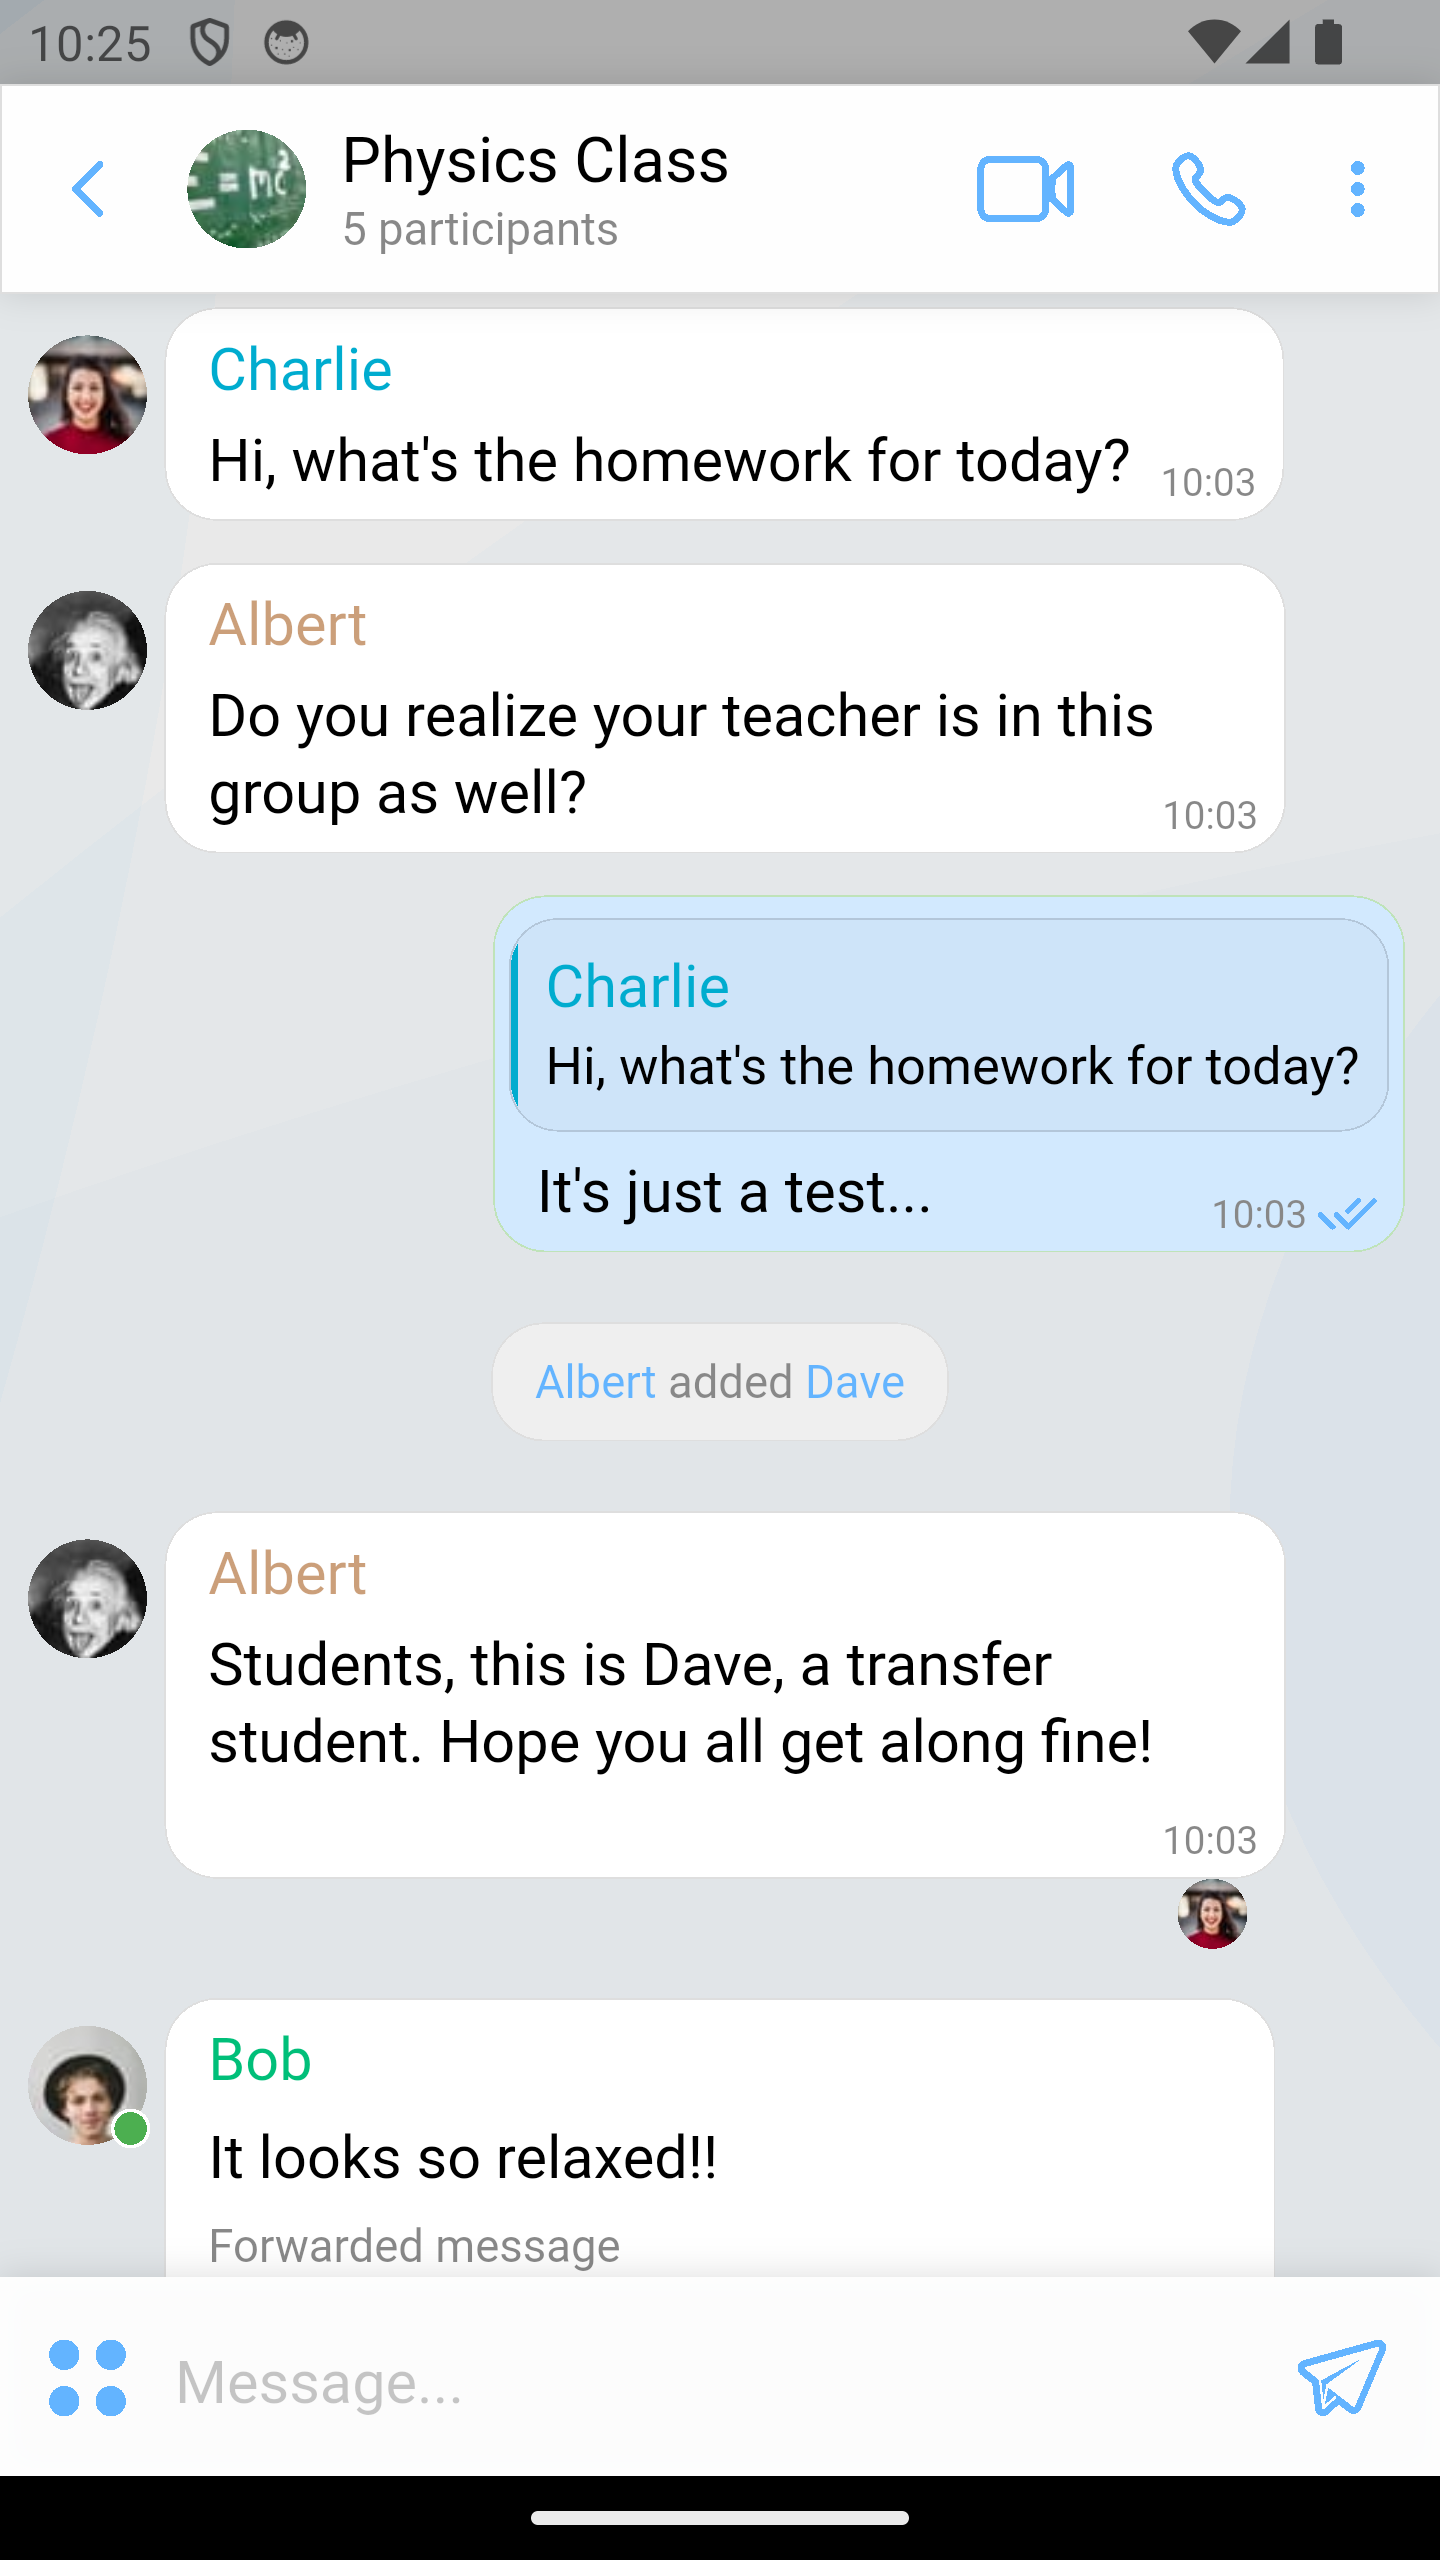 10:25
Physics Class
5 participants
Charlie
Hi, what's the homework for today?
10:03
Albert
Do you realize your teacher is in this
group as well?
10:03
Charlie
Hi, what's the homework for today?
It's just a test...
10:03
Albert added Dave
Albert
Students, this is Dave, a transfer
student. Hope you all get along fine!
10:03
Bob
It looks so relaxed!!
Forwarded message
Message...